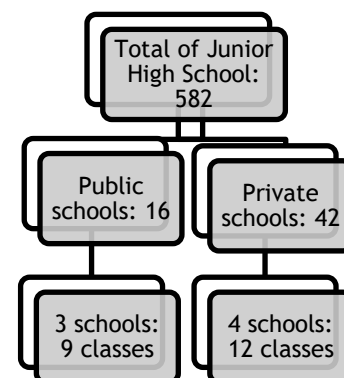 Total of Junior
High School:
582
Public
schools: 16
Private
schools: 42
3 schools:
9 classes
4 schools:
12 classes